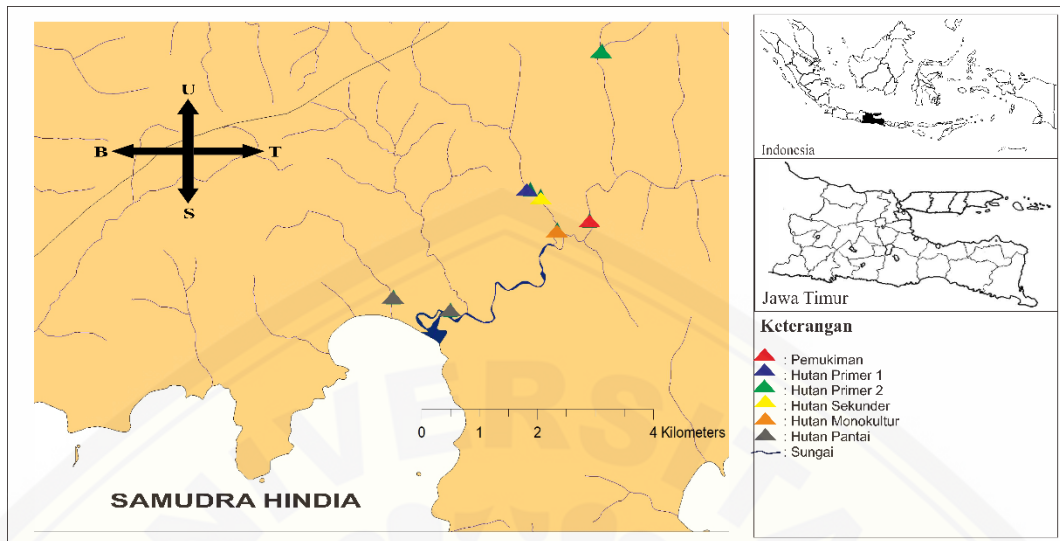 U
B T
S
0 1 2 4 Kilometers
SAMUDRA HINDIA
Indonesia
Jawa Timur
Keterangan
: Pemukiman
: Hutan Primer 1
: Hutan Primer 2
: Hutan Sekunder
: Hutan Monokultur
: Hutan Pantai
: Sungai
UNIVERSITAS